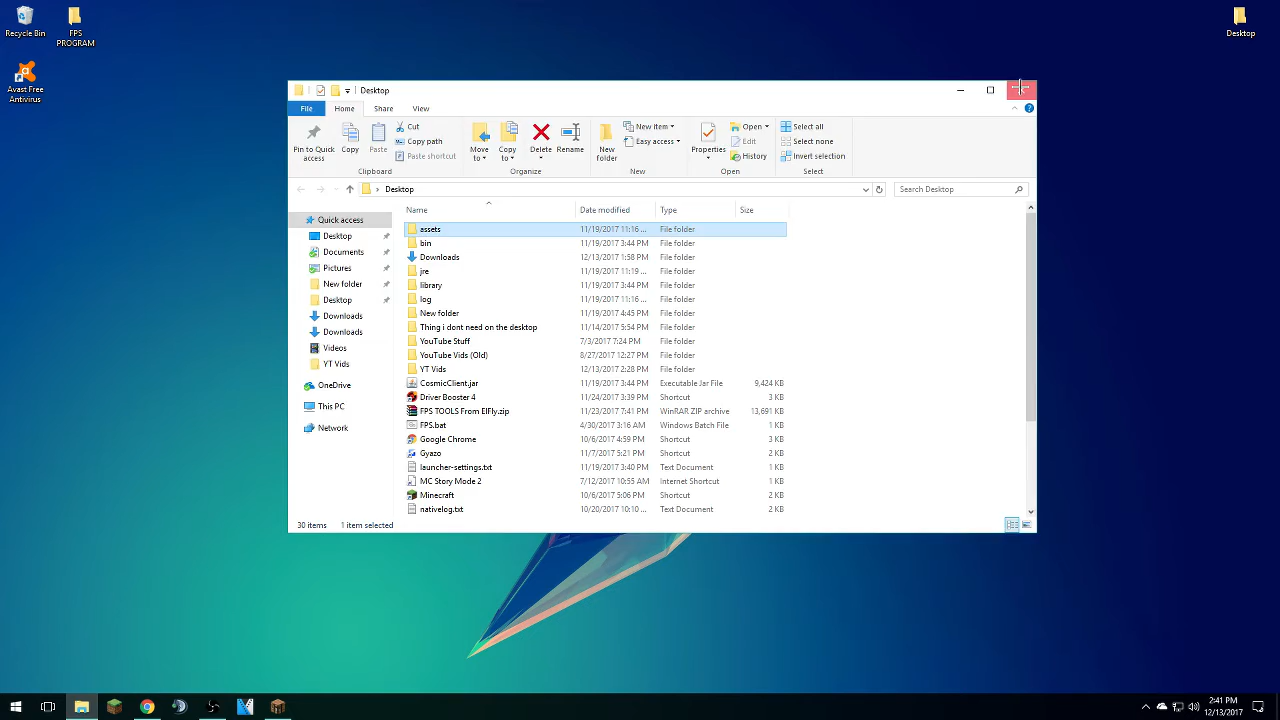 Recycle Bin
FPS PROGRAM
Avast Free Antivirus
Desktop
Desktop
File Home Share View
Pin to Quick access
Copy
Paste
Cut
Copy path
Paste shortcut
Clipboard
Move to
Copy to
Delete
Rename
Organize
New folder
New item
Easy access
New
Properties
Open
Edit
History
Open
Select all
Select none
Invert selection
Select
Desktop
Search Desktop
Quick access
Desktop
Documents
Pictures
New folder
Desktop
Downloads
Downloads
Videos
YT Vids
OneDrive
This PC
Network
Name Date modified Type Size
assets 11/19/2017 11:16 ... File folder
bin 11/19/2017 3:44 PM File folder
Downloads 12/13/2017 1:58 PM File folder
jre 11/19/2017 11:19 ... File folder
library 11/19/2017 3:44 PM File folder
log 11/19/2017 11:16 ... File folder
New folder 11/19/2017 4:45 PM File folder
Thing i dont need on the desktop 11/14/2017 5:54 PM File folder
YouTube Stuff 7/3/2017 7:24 PM File folder
YouTube Vids (Old) 8/27/2017 12:27 PM File folder
YT Vids 12/13/2017 2:28 PM File folder
CosmicClient.jar 11/19/2017 3:44 PM Executable Jar File 9,424 KB
Driver Booster 4 11/24/2017 3:39 PM Shortcut 3 KB
FPS TOOLS From ElFly.zip 11/23/2017 7:41 PM WinRAR ZIP archive 13,691 KB
FPS.bat 4/30/2017 3:16 AM Windows Batch File 1 KB
Google Chrome 10/6/2017 4:59 PM Shortcut 3 KB
Gyazo 11/7/2017 5:21 PM Shortcut 2 KB
launcher-settings.txt 11/19/2017 3:40 PM Text Document 1 KB
MC Story Mode 2 7/12/2017 10:55 AM Internet Shortcut 1 KB
Minecraft 10/6/2017 5:06 PM Shortcut 2 KB
nativelog.txt 10/20/2017 10:10 ... Text Document 2 KB
30 items 1 item selected
2:41 PM
12/13/2017